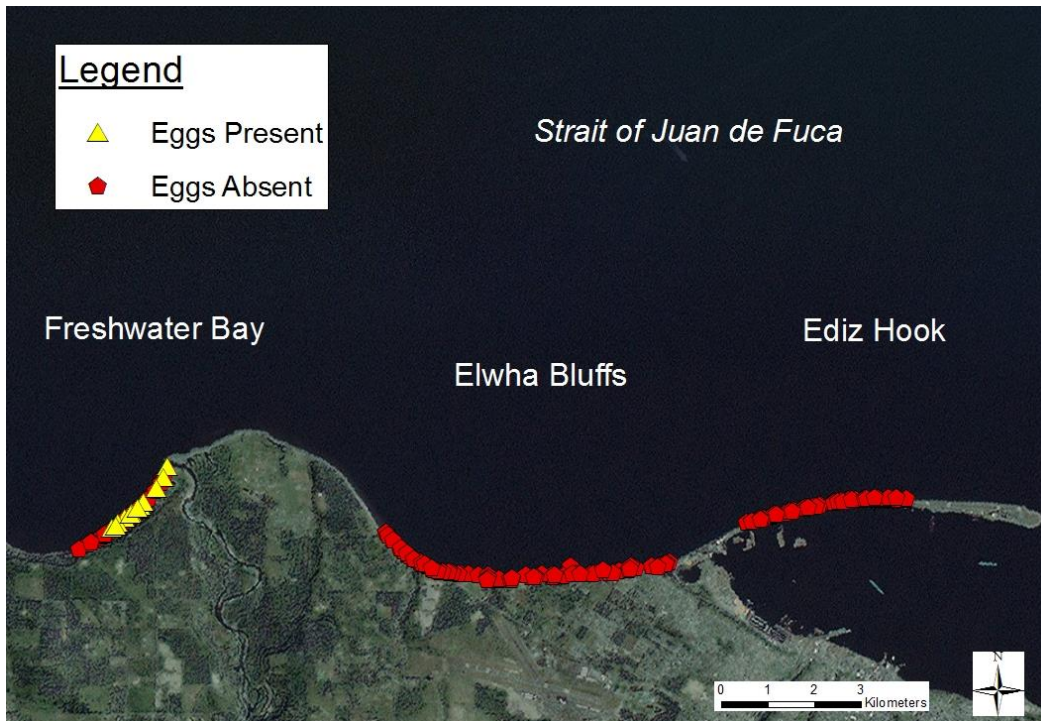 Legend
Eggs Present
Eggs Absent
Strait of Juan de Fuca
Freshwater Bay
Ediz Hook
Elwha Bluffs
N
0 1 2 3
Kilometers